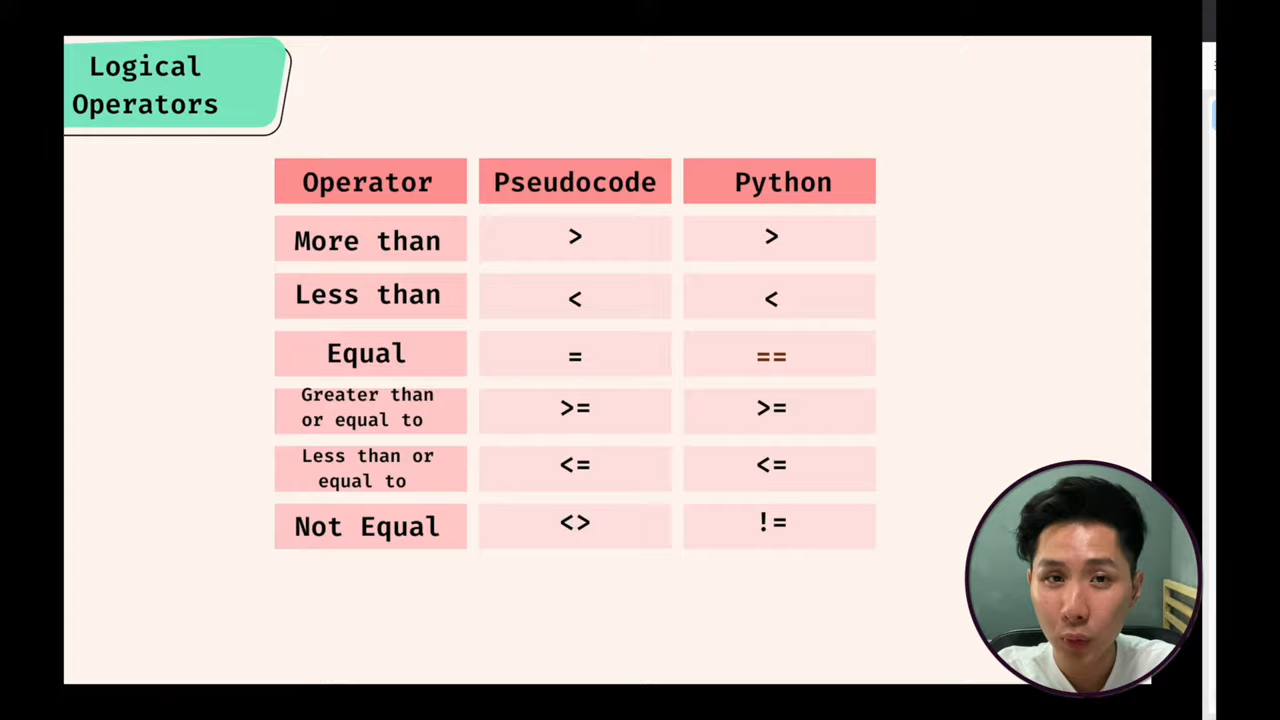 Logical
Operators
Operator Pseudocode Python
More than > >
Less than < <
Equal = ==
Greater than
or equal to >= >=
Less than or
equal to <= <=
Not Equal <> !=